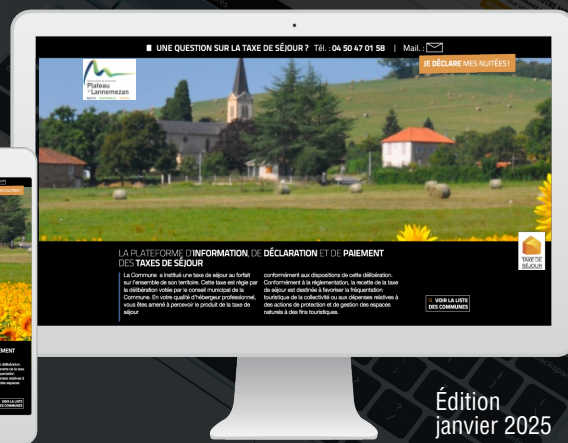 UNE QUESTION SUR LA TAXE DE SÉJOUR ? Tél. : 04 50 47 01 58 | Mail. :
JE DÉCLARE MES NUITÉES !
Plateau
de Lannemezan
LA PLATEFORME D'INFORMATION, DE DÉCLARATION ET DE PAIEMENT
DES TAXES DE SÉJOUR
La Commune a institué une taxe de séjour au forfait
sur l'ensemble de son territoire. Cette taxe est régie par
la délibération votée par le conseil municipal de la
Commune. En votre qualité d'hébergeur professionnel,
vous êtes amené à percevoir le produit de la taxe de
séjour
conformément aux dispositions de cette délibération.
Conformément à la réglementation, la recette de la taxe
de séjour est destinée à favoriser la fréquentation
touristique de la collectivité ou aux dépenses relatives à
des actions de protection et de gestion des espaces
naturels à des fins touristiques.
TAXE DE
SÉJOUR
VOIR LA LISTE
DES COMMUNES
Édition
janvier 2025